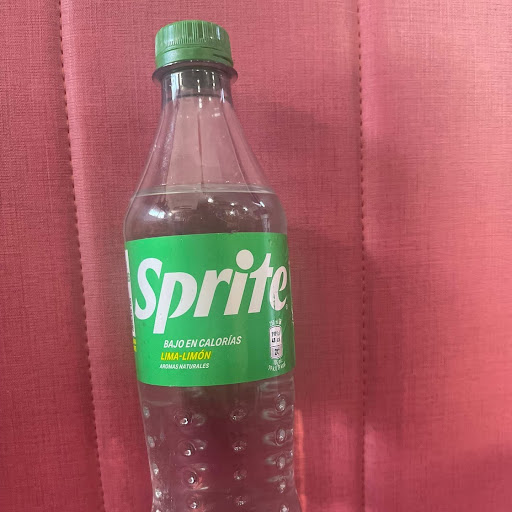 Sprite
BAJO EN CALORÍAS
LIMA-LIMÓN
AROMAS NATURALES